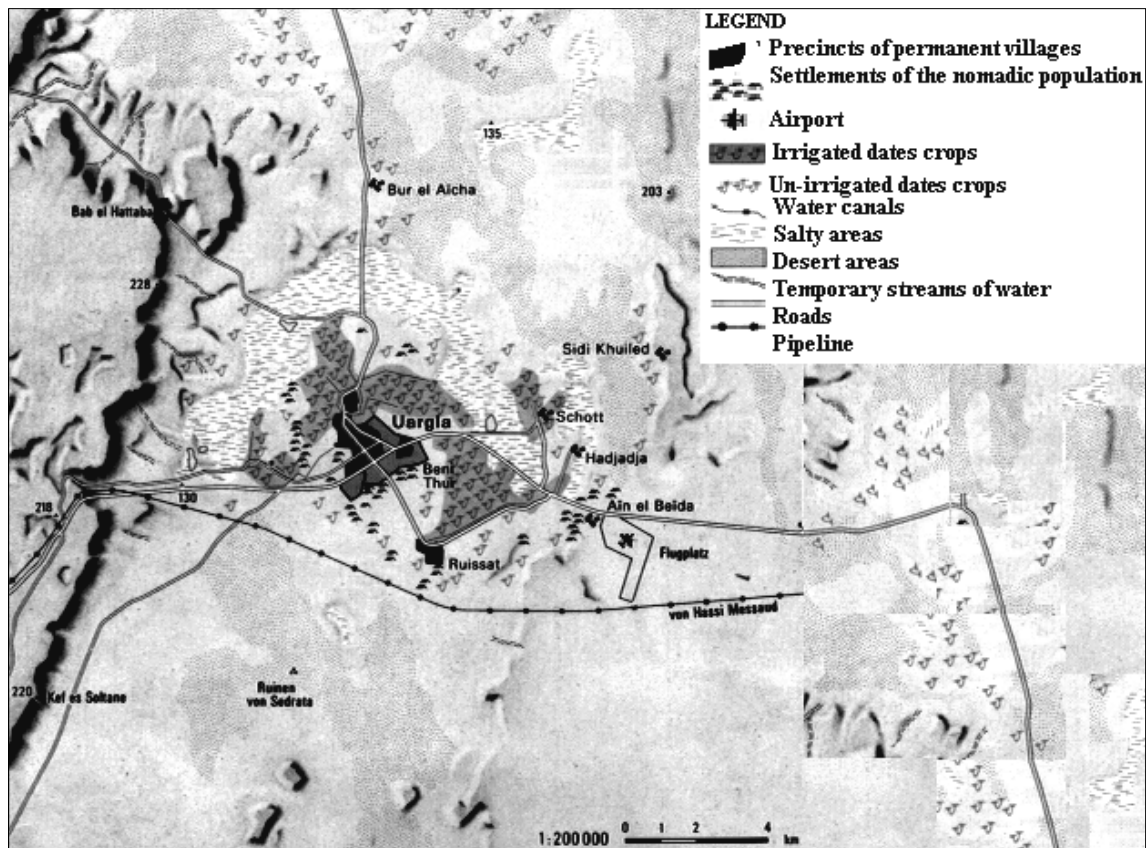 LEGEND
Precincts of permanent villages
Settlements of the nomadic population
Airport
Irrigated dates crops
Un-irrigated dates crops
Water canals
Salty areas
Desert areas
Temporary streams of water
Roads
Pipeline
135
Bur el Aicha
203
Bab el Hattaba
228
Sidi Khuiled
Uargla
Schott
Beni
Thur
Hadjadja
130
218
Ain el Beida
Ruissat
Flugplatz
von Hassi Messaud
220
Kef es Soltane
Ruinen
von Sedrata
1:200 000
0 1 2 4
km